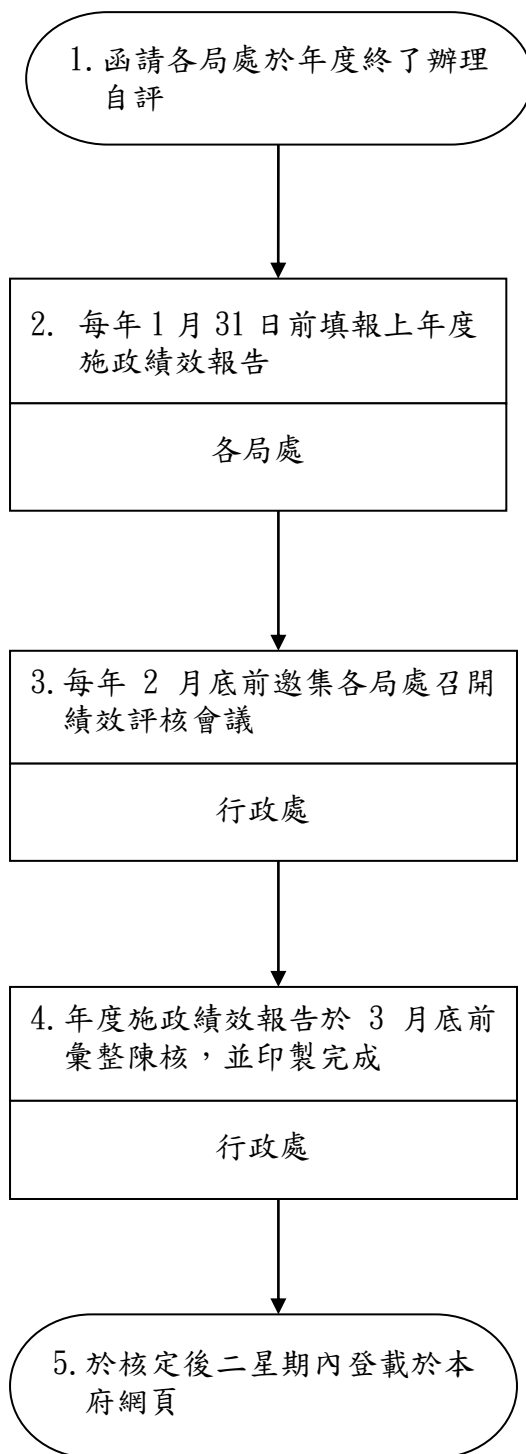 1.函請各局處於年度終了辦理
自評
2. 每年1月31日前填報上年度
施政績效報告
各局處
3.每年 2 月底前邀集各局處召開
績效評核會議
行政處
4.年度施政績效報告於 3 月底前
彙整陳核，並印製完成
行政處
5.於核定後二星期內登載於本
府網頁